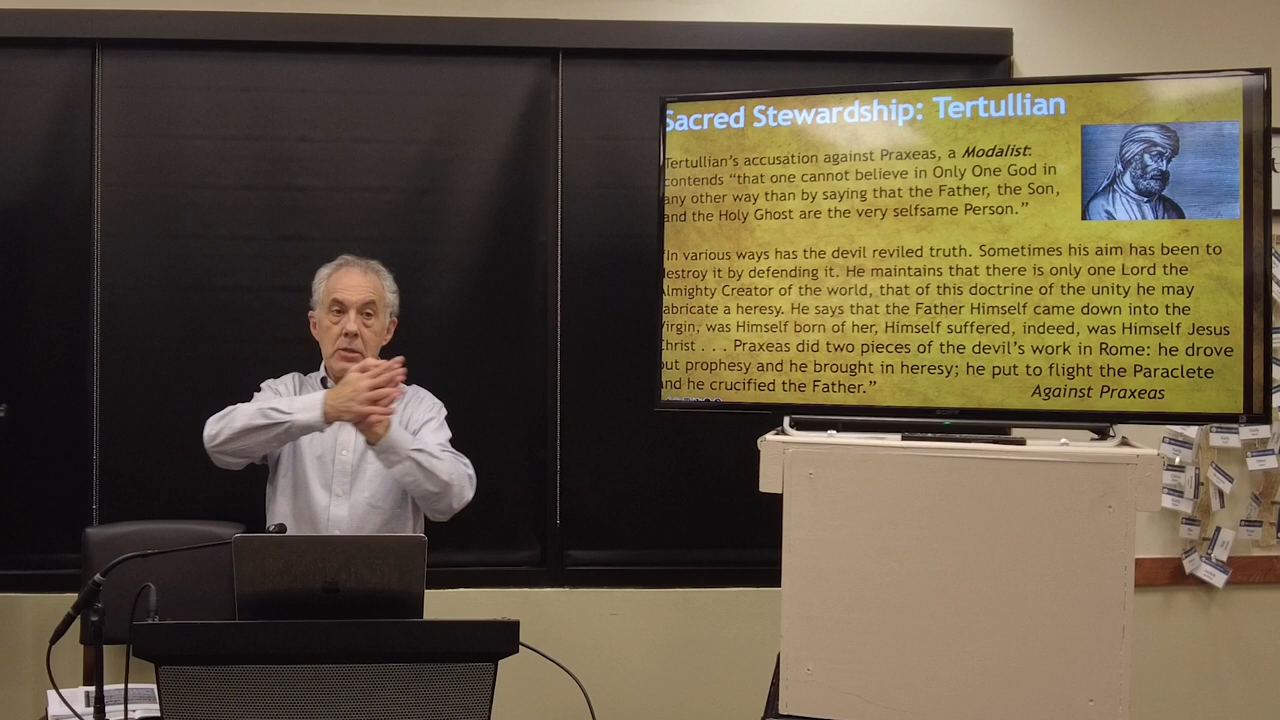 Sacred Stewardship: Tertullian
Tertullian's accusation against Praxeas, a Modalist:
contends “that one cannot believe in Only One God in
any other way than by saying that the Father, the Son,
and the Holy Ghost are the very selfsame Person.”
“In various ways has the devil reviled truth. Sometimes his aim has been to
destroy it by defending it. He maintains that there is only one Lord the
Almighty Creator of the world, that of this doctrine of the unity he may
fabricate a heresy. He says that the Father Himself came down into the
Virgin, was Himself born of her, Himself suffered, indeed, was Himself Jesus
Christ . . . Praxeas did two pieces of the devil's work in Rome: he drove
out prophesy and he brought in heresy; he put to flight the Paraclete
and he crucified the Father.”
Against Praxeas
SONY